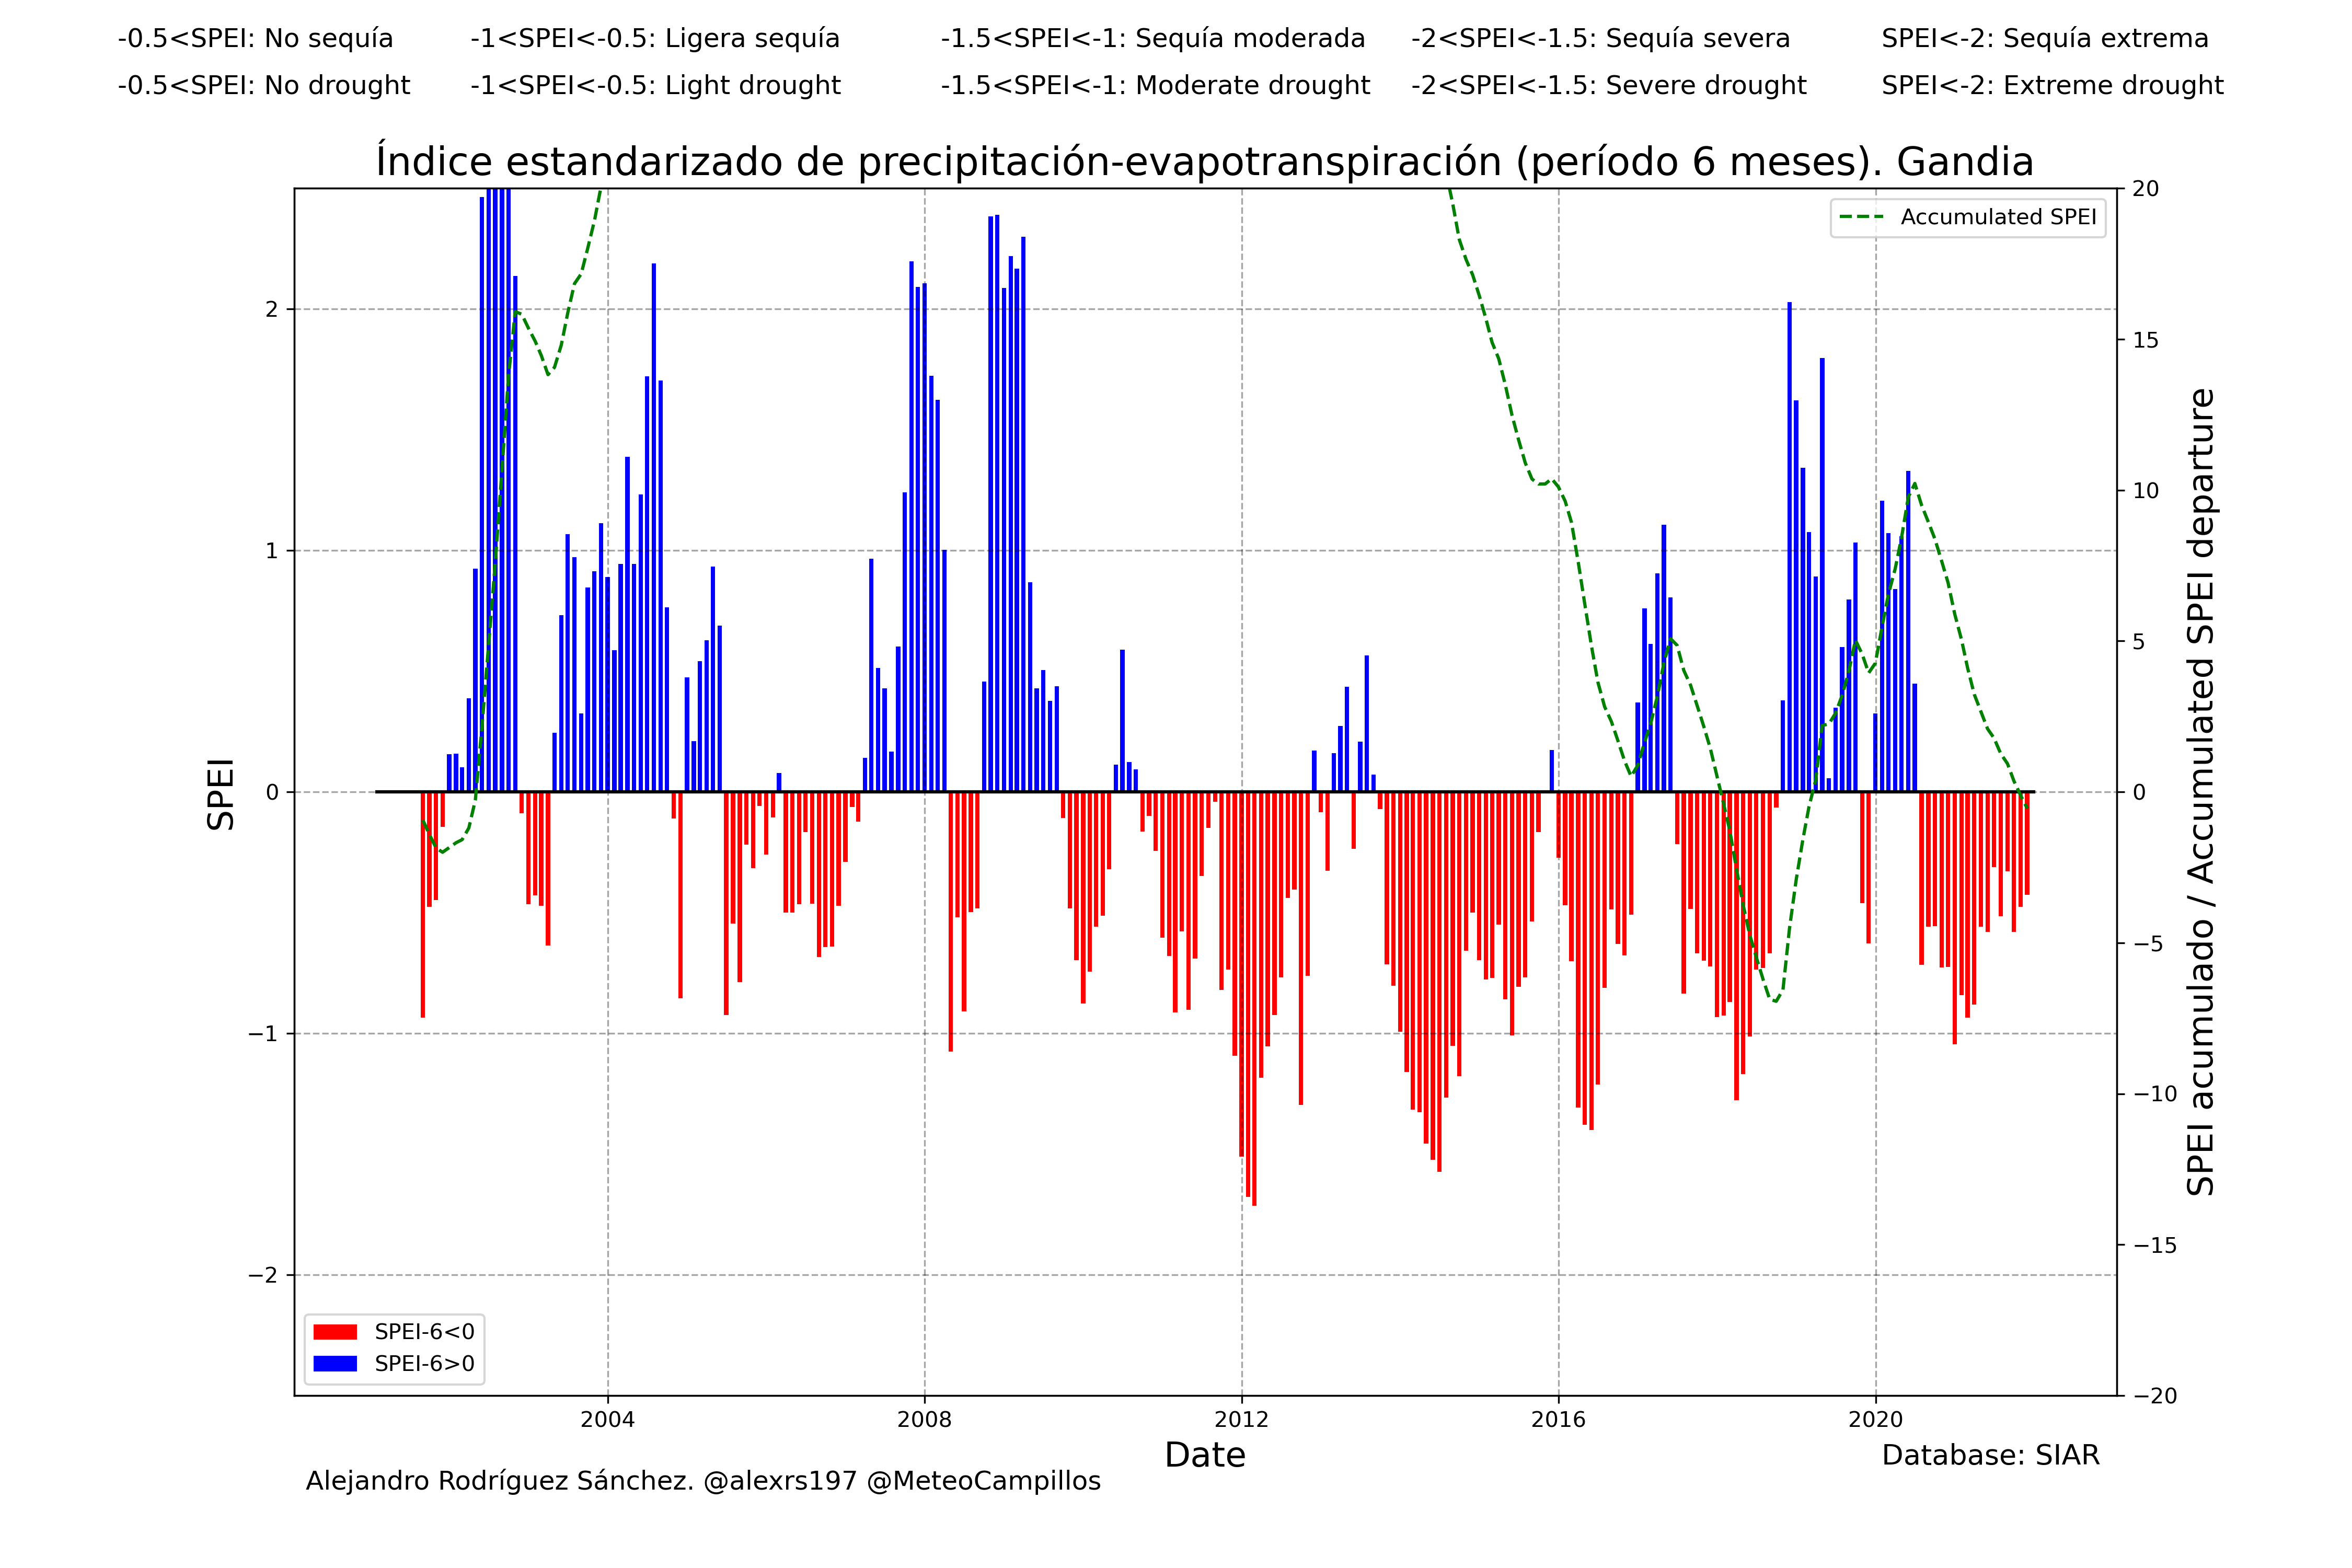 -0.5<SPEI: No sequía -1<SPEI<-0.5: Ligera sequía -1.5<SPEI<-1: Sequía moderada -2<SPEI<-1.5: Sequía severa SPEI<-2: Sequía extrema
-0.5<SPEI: No drought -1<SPEI<-0.5: Light drought -1.5<SPEI<-1: Moderate drought -2<SPEI<-1.5: Severe drought SPEI<-2: Extreme drought
Índice estandarizado de precipitación-evapotranspiración (período 6 meses). Gandia
Accumulated SPEI
2
1
0
−1
−2
SPEI
20
15
10
5
0
−5
−10
−15
−20
SPEI acumulado / Accumulated SPEI departure
SPEI-6<0
SPEI-6>0
2004 2008 2012 2016 2020
Date
Database: SIAR
Alejandro Rodríguez Sánchez. @alexrs197 @MeteoCampillos